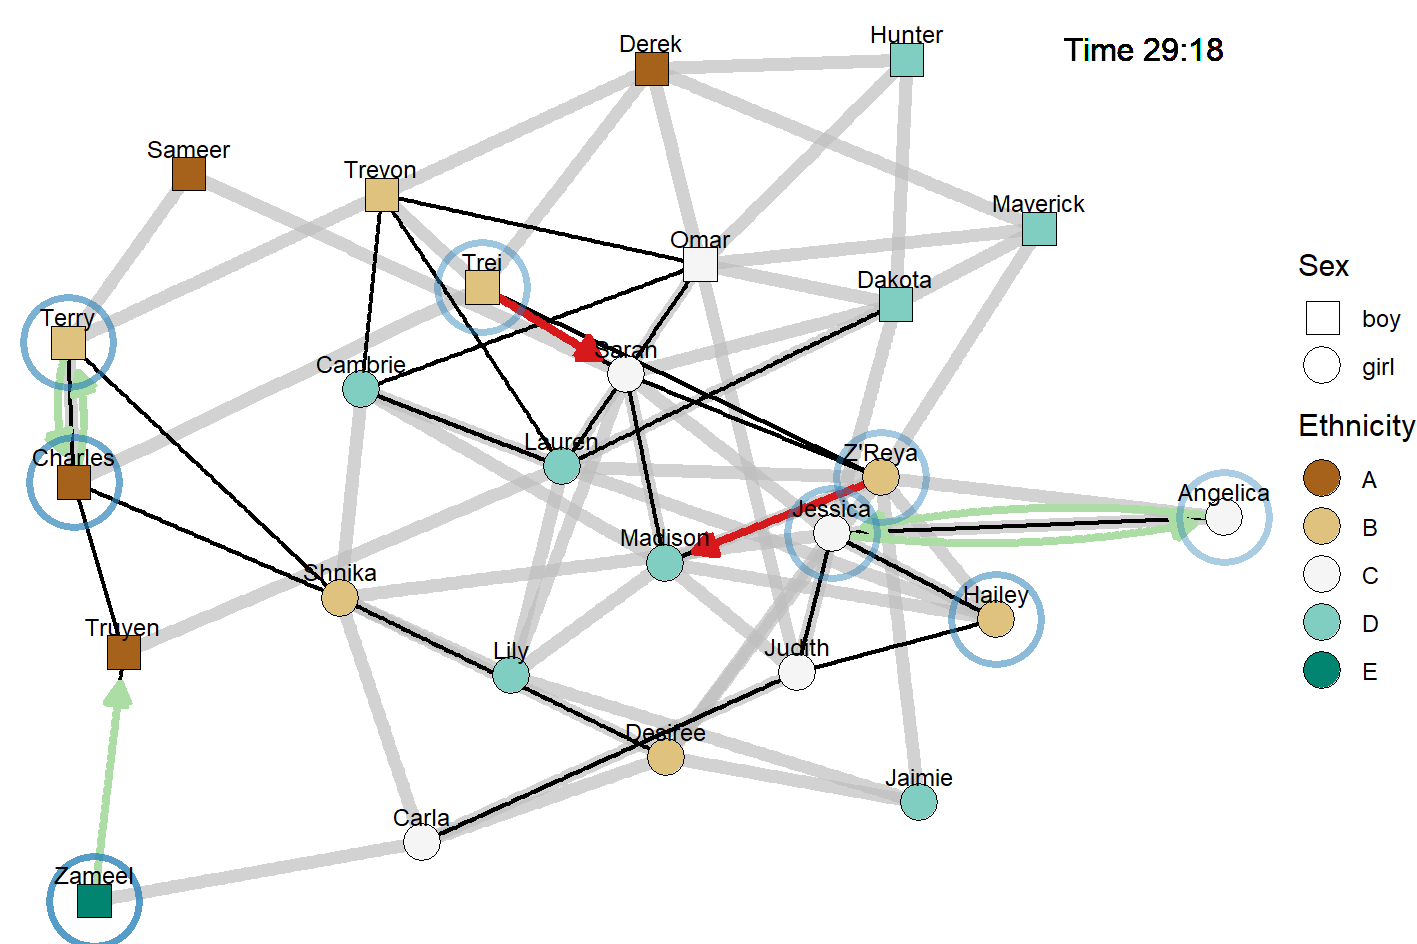 Derek
Hunter
Time 29:18
Sameer
Trevon
Maverick
Omar
Trei
Dakota
Sex
boy
girl
Terry
Sarah
Cambrie
Ethnicity
A
B
C
D
E
Lauren
Z'Reya
Charles
Angelica
Jessica
Madison
Shnika
Hailey
Truyen
Lily
Judith
Desiree
Jaimie
Carla
Zameel